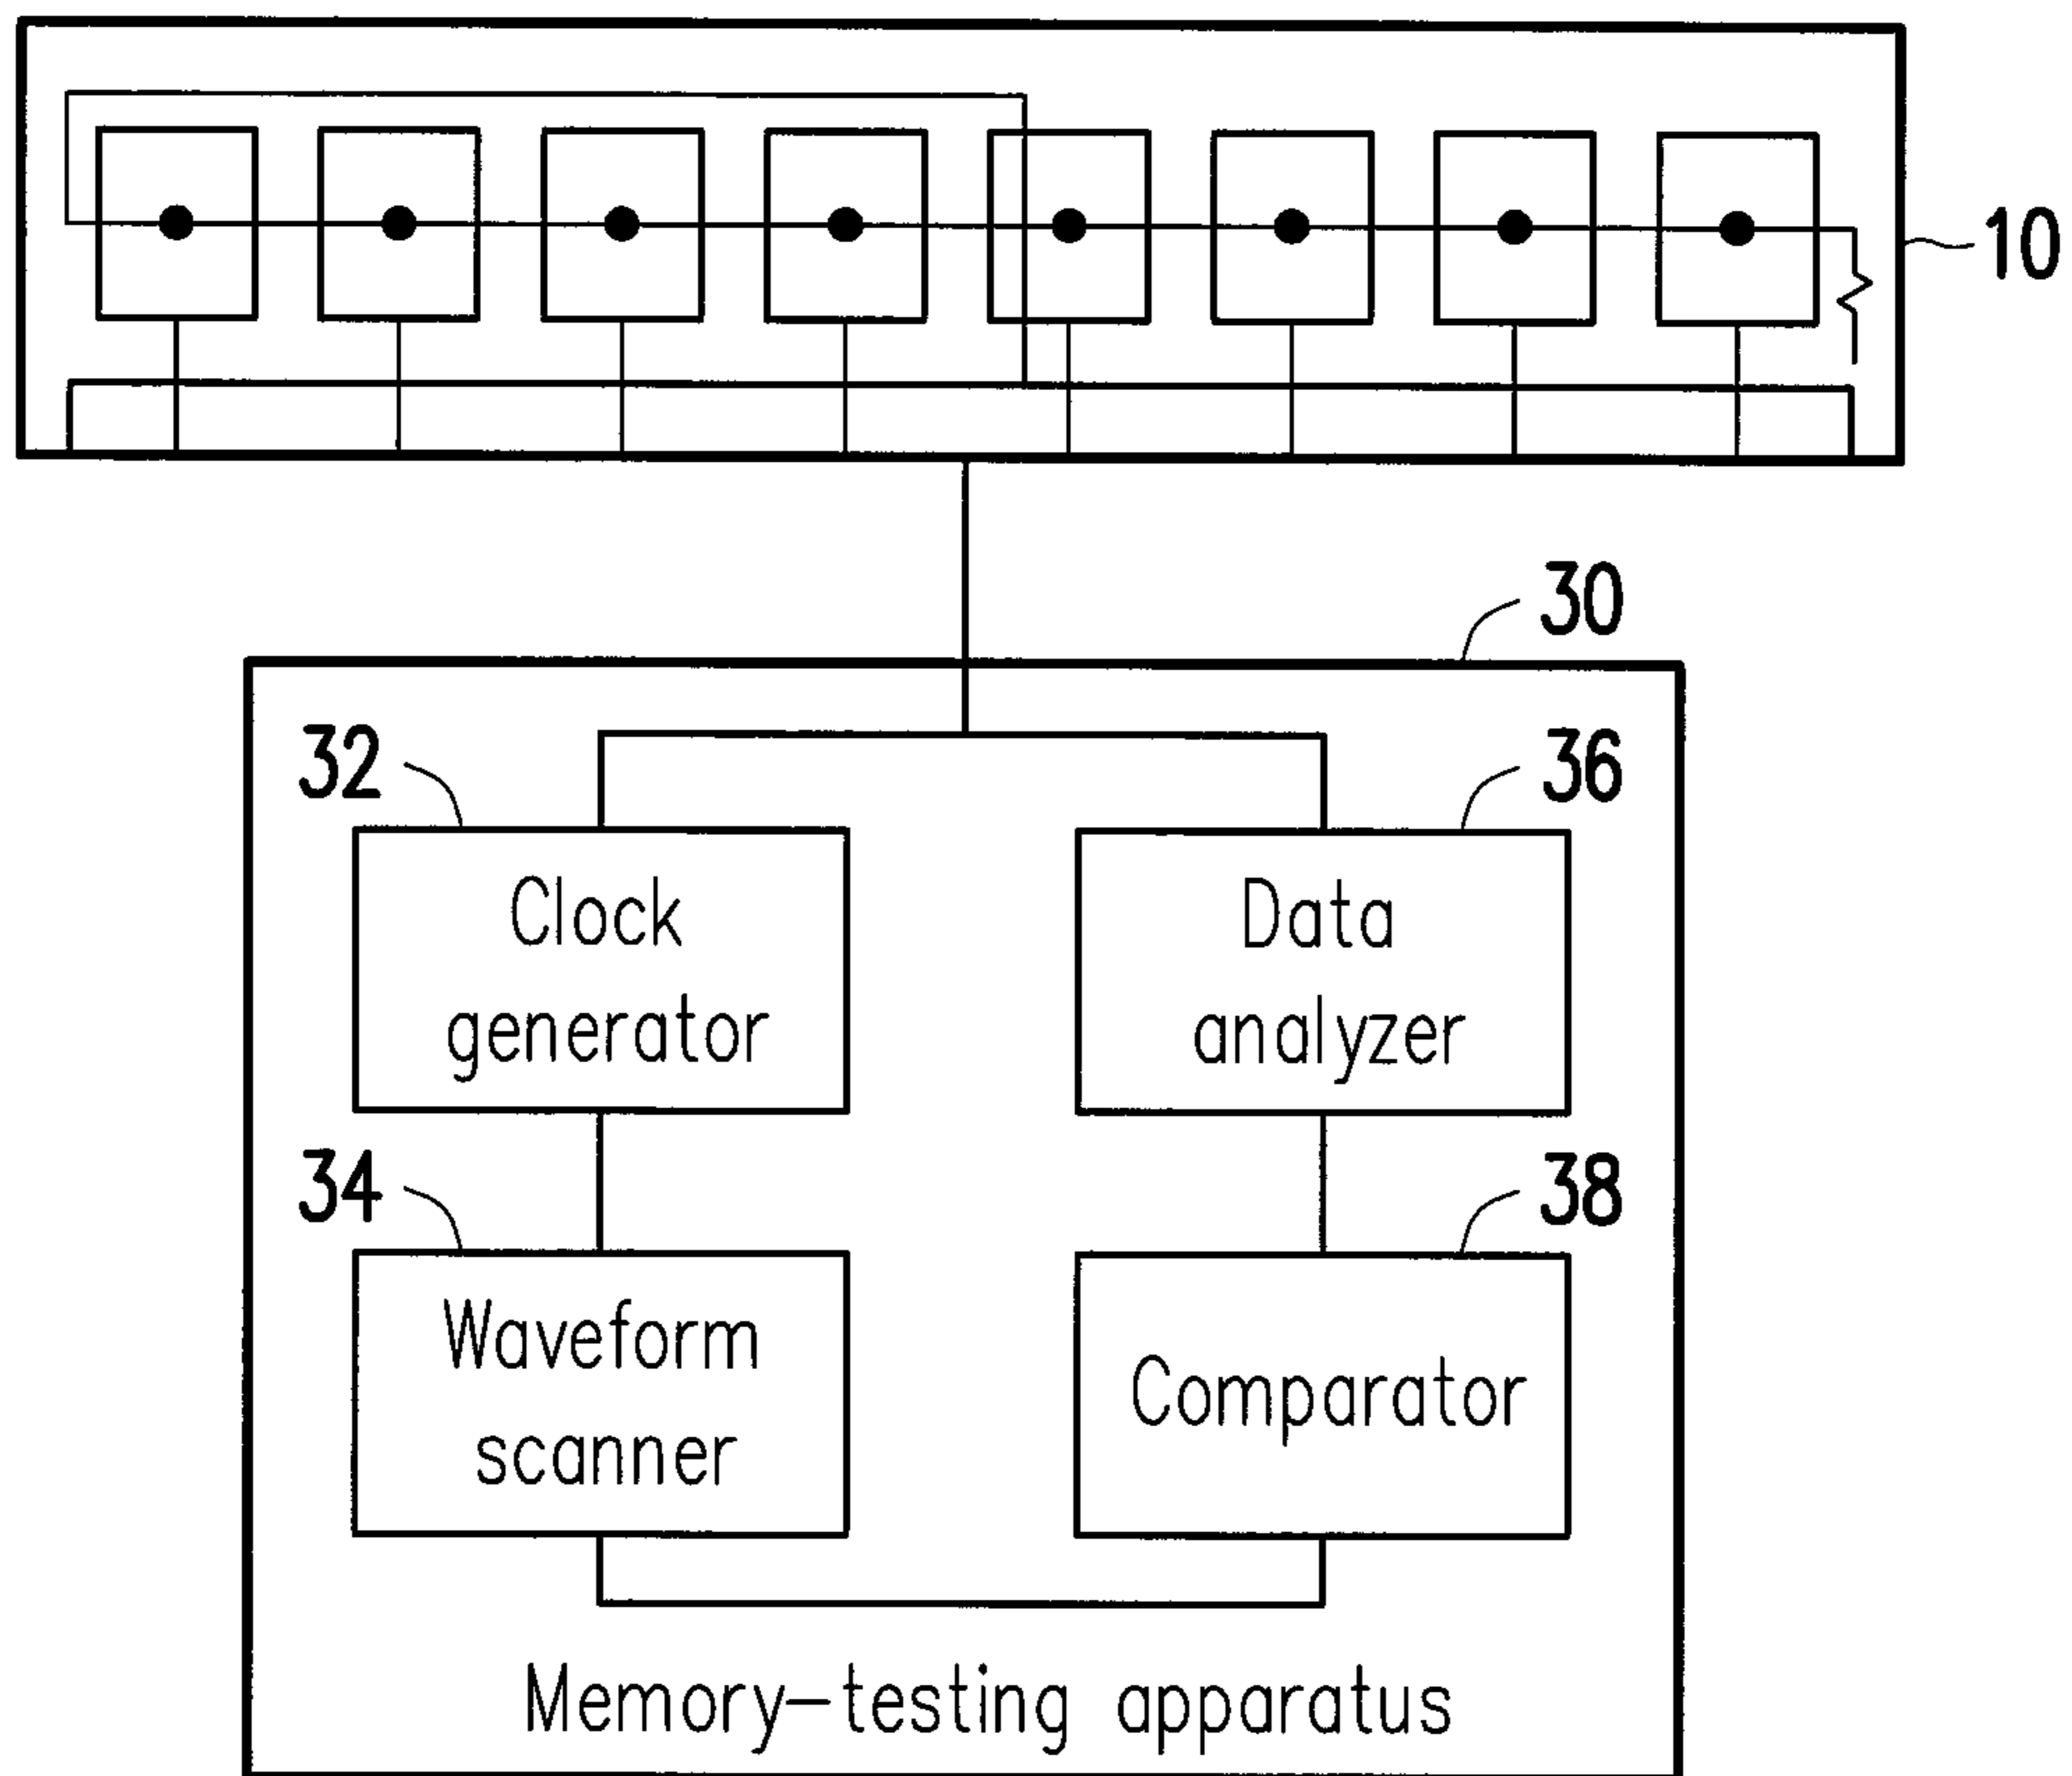 10
30
32
36
Clock
generator
Data
analyzer
34
38
Waveform
scanner
Comparator
Memory-testing apparatus